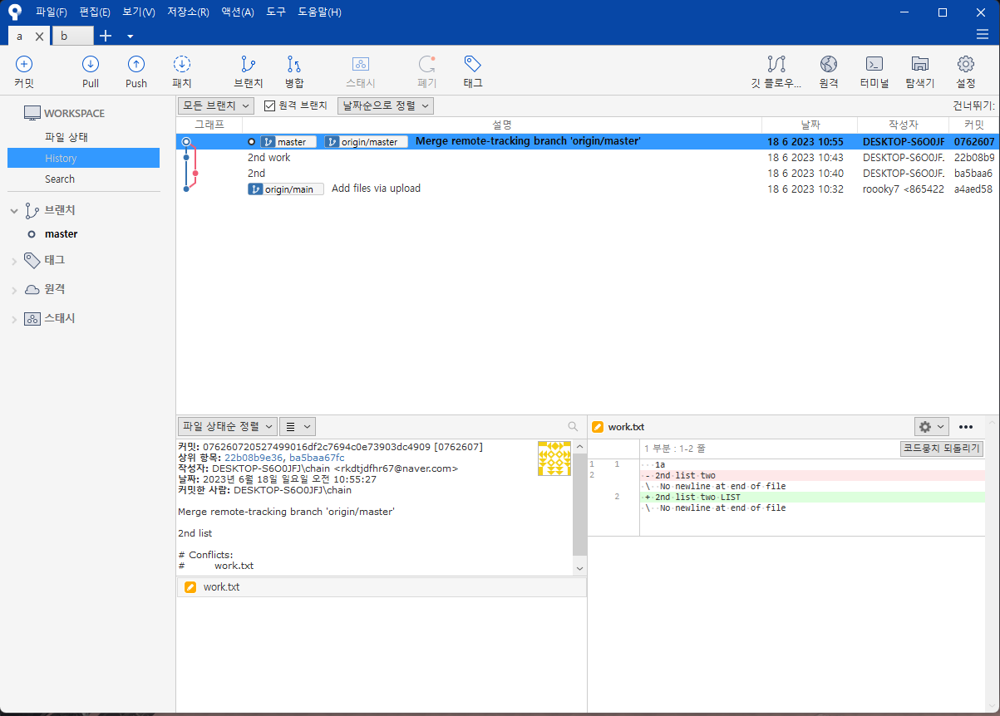 파일(F) 편집(E) 보기(V) 저장소(R) 액션(A) 도구 도움말(H)
a b
커밋 Pull Push 패치 브랜치 병합 스태시 폐기 태그 깃 플로우... 원격 터미널 탐색기 설정
WORKSPACE
파일 상태
History
Search
브랜치
master
태그
원격
스태시
모든 브랜치 원격 브랜치 날짜순으로 정렬 건너뛰기:
그래프 설명 날짜 작성자 커밋
master origin/master Merge remote-tracking branch 'origin/master' 18 6 2023 10:55 DESKTOP-S6O0JF 0762607
2nd work 18 6 2023 10:43 DESKTOP-S6O0JF. 22b08b9
2nd 18 6 2023 10:40 DESKTOP-S6O0JF. ba5baa6
origin/main Add files via upload 18 6 2023 10:32 roooky7 <865422 a4aed58
파일 상태순 정렬
커밋: 076260720527499016df2c7694c0e73903dc4909 [0762607]
상위 항목: 22b08b9e36, ba5baa67fc
작성자: DESKTOP-S6O0JFJ\chain <rkdtjdfhr67@naver.com>
날짜: 2023년 6월 18일 일요일 오전 10:55:27
커밋한 사람: DESKTOP-S6O0JFJ\chain
Merge remote-tracking branch 'origin/master'
2nd list
# Conflicts:
# work.txt
work.txt
work.txt
1 부분 : 1-2 줄 코드뭉치 되돌리기
1 1 1a
2 - 2nd list two
\ No newline at end of file
2 + 2nd list two LIST
\ No newline at end of file